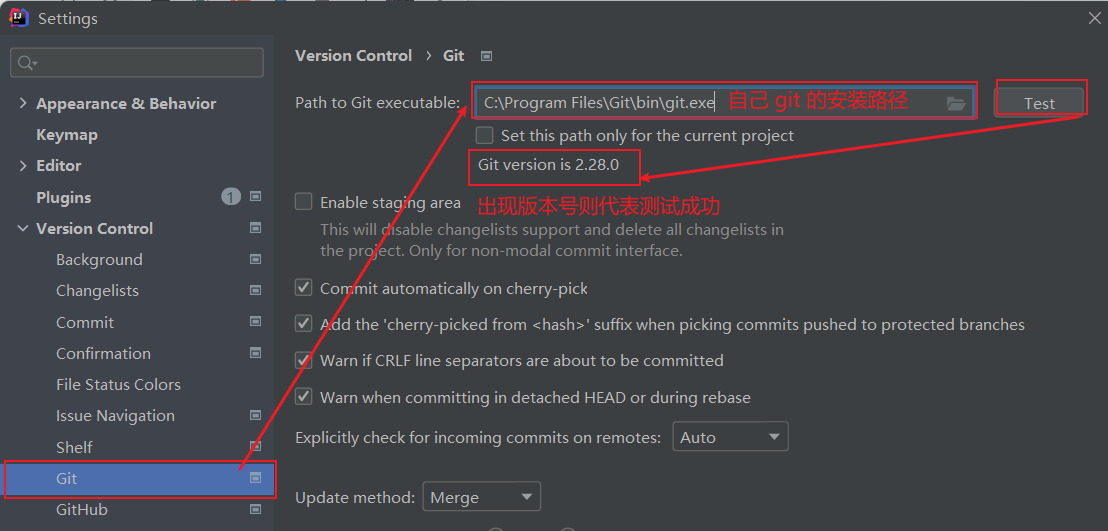 Settings
Version Control › Git
Path to Git executable: C:\Program Files\Git\bin\git.exe 自己 git 的安装路径 Test
Set this path only for the current project
Git version is 2.28.0
Enable staging area 出现版本号则代表测试成功
This will disable changelists support and delete all changelists in
the project. Only for non-modal commit interface.
Commit automatically on cherry-pick
Add the 'cherry-picked from <hash>' suffix when picking commits pushed to protected branches
Warn if CRLF line separators are about to be committed
Warn when committing in detached HEAD or during rebase
Explicitly check for incoming commits on remotes: Auto
Update method: Merge
Appearance & Behavior
Keymap
Editor
Plugins 1
Version Control
Background
Changelists
Commit
Confirmation
File Status Colors
Issue Navigation
Shelf
Git
GitHub